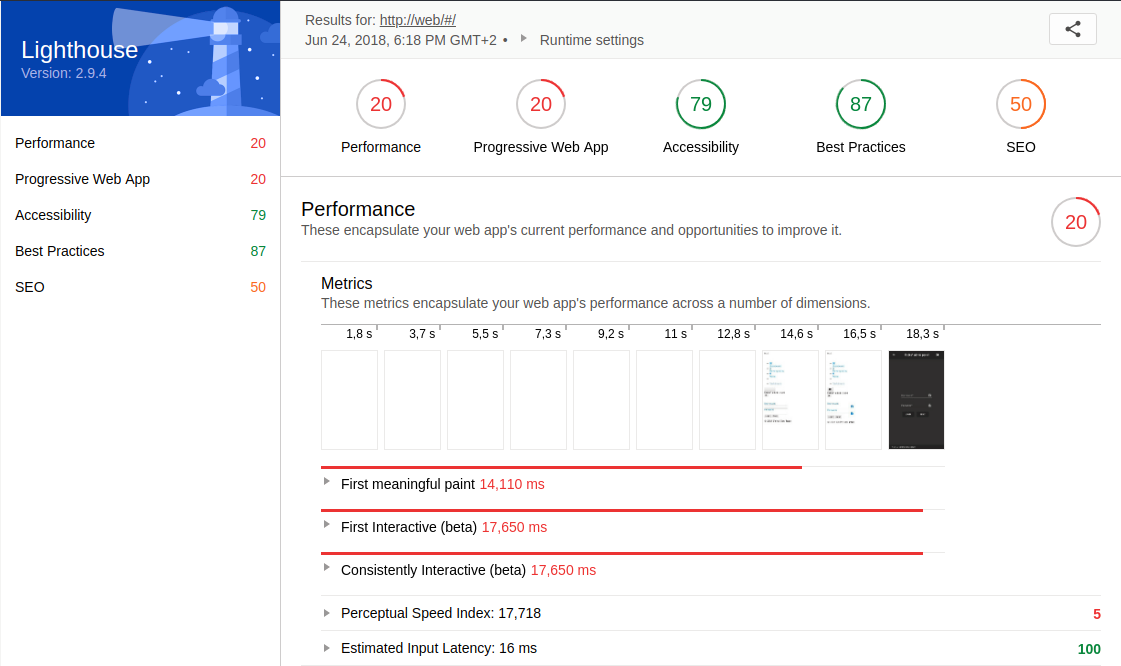 Lighthouse
Version: 2.9.4
Performance 20
Progressive Web App 20
Accessibility 79
Best Practices 87
SEO 50
Results for: http://web/#/
Jun 24, 2018, 6:18 PM GMT+2 • Runtime settings
20 20 79 87 50
Performance Progressive Web App Accessibility Best Practices SEO
Performance
These encapsulate your web app's current performance and opportunities to improve it.
20
Metrics
These metrics encapsulate your web app's performance across a number of dimensions.
1,8 s 3,7 s 5,5 s 7,3 s 9,2 s 11 s 12,8 s 14,6 s 16,5 s 18,3 s
First meaningful paint 14,110 ms
First Interactive (beta) 17,650 ms
Consistently Interactive (beta) 17,650 ms
Perceptual Speed Index: 17,718 5
Estimated Input Latency: 16 ms 100